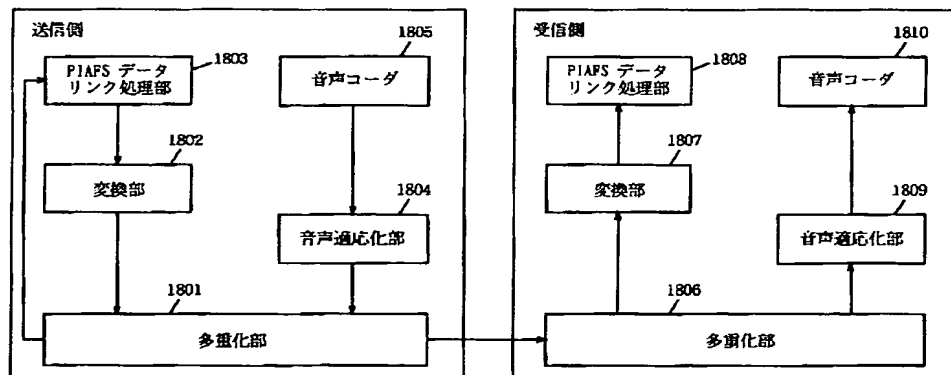 送信側
1803
PIAFS データ
リンク処理部
1805
音声コーダ
1802
変換部
1804
音声適応化部
1801
多重化部
受信側
1808
PIAFS データ
リンク処理部
1810
音声コーダ
1807
変換部
1809
音声適応化部
1806
多重化部